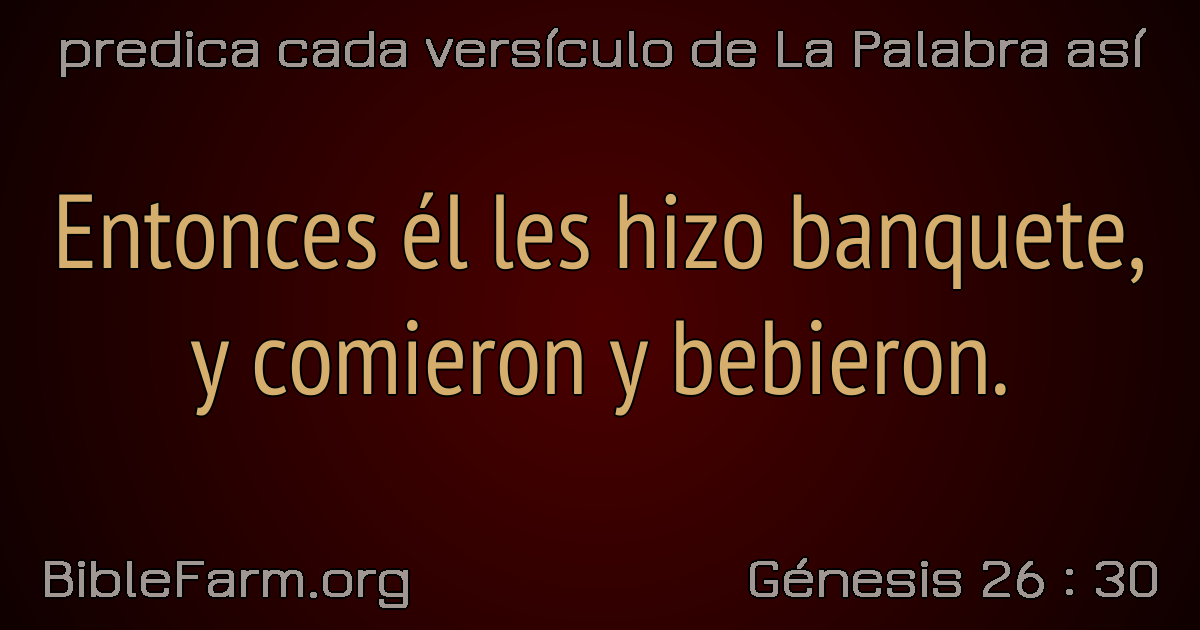 predica cada versículo de La Palabra así
Entonces él les hizo banquete,
y comieron y bebieron.
BibleFarm.org
Génesis 26 : 30